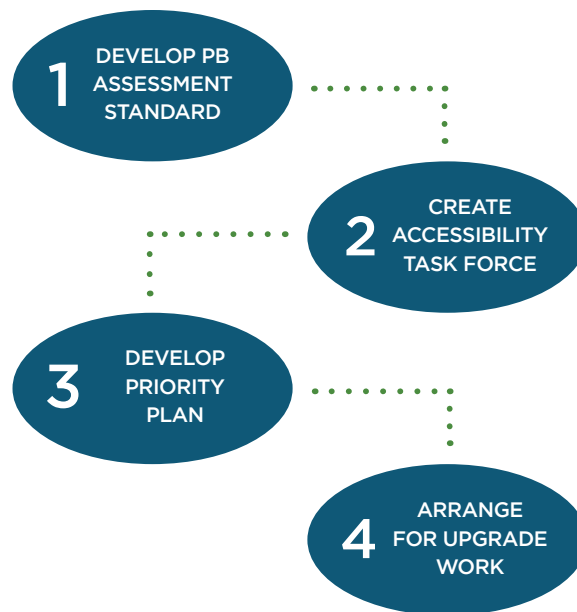 1
DEVELOP PB
ASSESSMENT
STANDARD
2
CREATE
ACCESSIBILITY
TASK FORCE
3
DEVELOP
PRIORITY
PLAN
4
ARRANGE
FOR UPGRADE
WORK